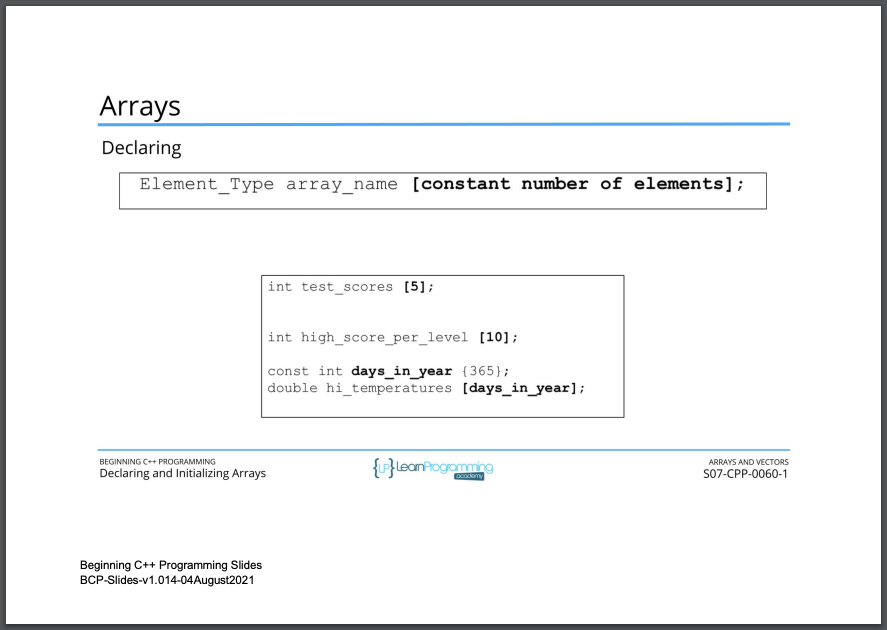 Arrays
Declaring
Element_Type array_name [constant number of elements];
int test_scores [5];
int high_score_per_level [10];
const int days_in_year {365};
double hi_temperatures [days_in_year];
BEGINNING C++ PROGRAMMING
Declaring and Initializing Arrays
{LP} LearnProgramming
academy
ARRAYS AND VECTORS
S07-CPP-0060-1
Beginning C++ Programming Slides
BCP-Slides-v1.014-04August2021